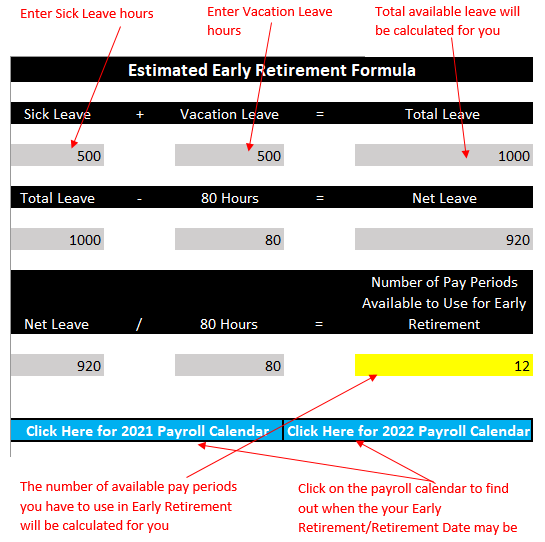 Enter Sick Leave hours
Enter Vacation Leave
hours
Total available leave will
be calculated for you
Estimated Early Retirement Formula
Sick Leave + Vacation Leave = Total Leave
500 500 1000
Total Leave - 80 Hours = Net Leave
1000 80 920
Number of Pay Periods
Available to Use for Early
Net Leave / 80 Hours = Retirement
920 80 12
Click Here for 2021 Payroll Calendar Click Here for 2022 Payroll Calendar
The number of available pay periods
you have to use in Early Retirement
will be calculated for you
Click on the payroll calendar to find
out when the your Early
Retirement/Retirement Date may be